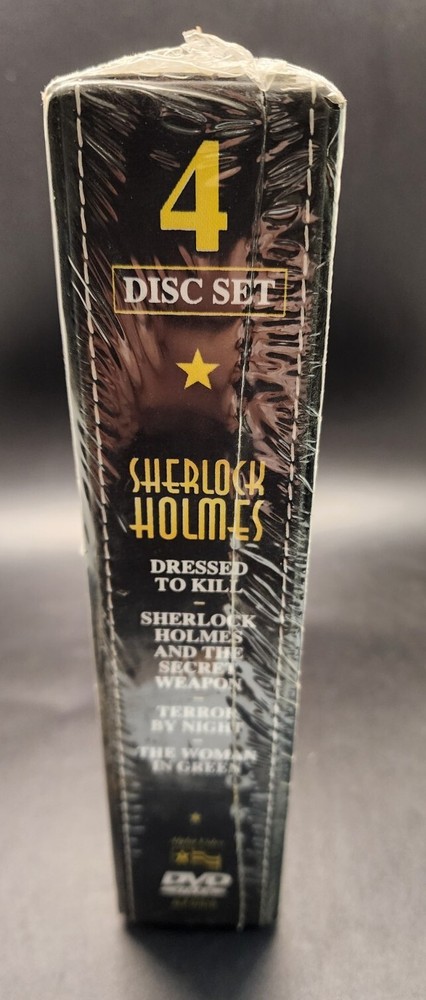 4
DISC SET
SHERLOCK
HOLMES
DRESSED
TO KILL
–
SHERLOCK
HOLMES
AND THE
SECRET
WEAPON
–
TERROR
BY NIGHT
–
THE WOMAN
IN GREEN
DVD